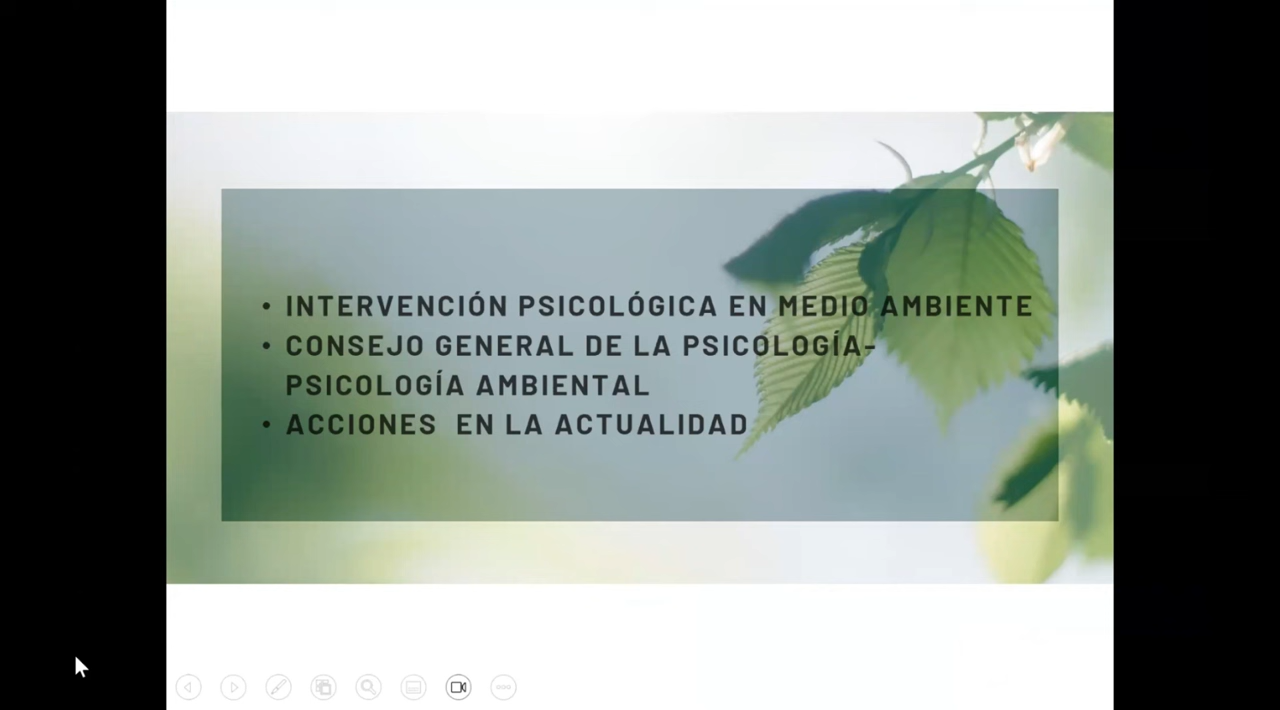 • INTERVENCIÓN PSICOLÓGICA EN MEDIO AMBIENTE
• CONSEJO GENERAL DE LA PSICOLOGÍA-
PSICOLOGÍA AMBIENTAL
• ACCIONES EN LA ACTUALIDAD